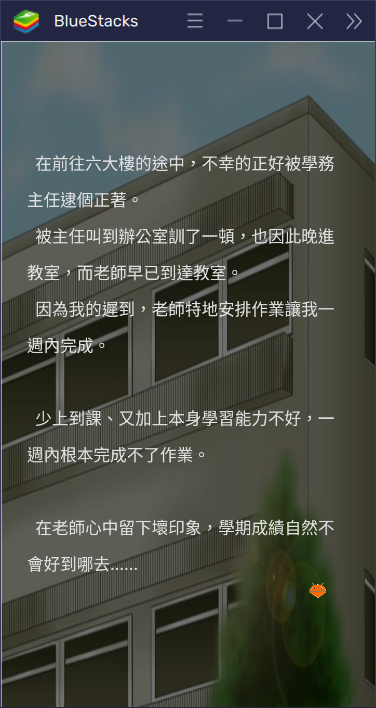 BlueStacks
在前往六大樓的途中，不幸的正好被學務
主任逮個正著。
被主任叫到辦公室訓了一頓，也因此晚進
教室，而老師早已到達教室。
因為我的遲到，老師特地安排作業讓我一
週內完成。
少上到課、又加上本身學習能力不好，一
週內根本完成不了作業。
在老師心中留下壞印象，學期成績自然不
會好到哪去......